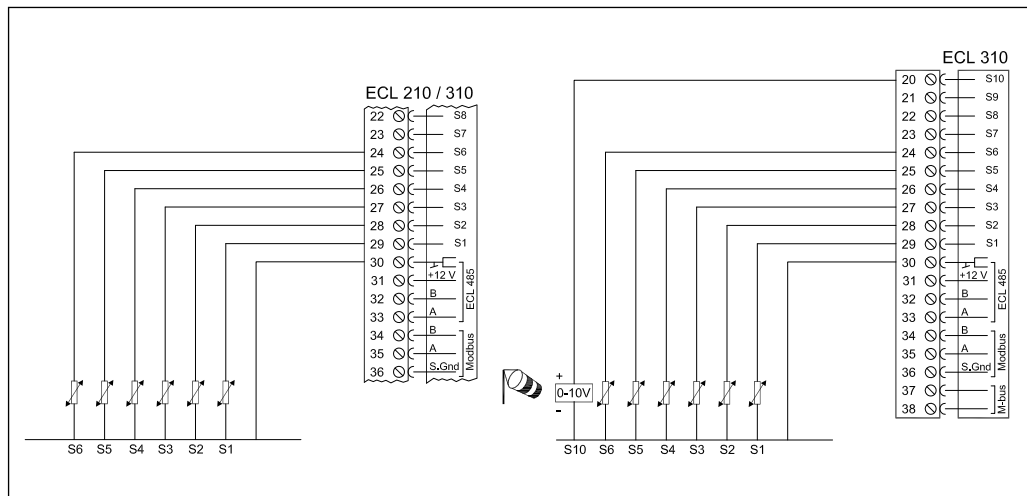 ECL 210 / 310
22 S8
23 S7
24 S6
25 S5
26 S4
27 S3
28 S2
29 S1
30
31 +12 V
32 B
33 A
ECL 485
34 B
35 A
36 S.Gnd
Modbus
S6 S5 S4 S3 S2 S1
ECL 310
20 S10
21 S9
22 S8
23 S7
24 S6
25 S5
26 S4
27 S3
28 S2
29 S1
30
31 +12 V
32 B
33 A
ECL 485
34 B
35 A
36 S.Gnd
Modbus
37
38
M-bus
+
0-10V
-
S10 S6 S5 S4 S3 S2 S1